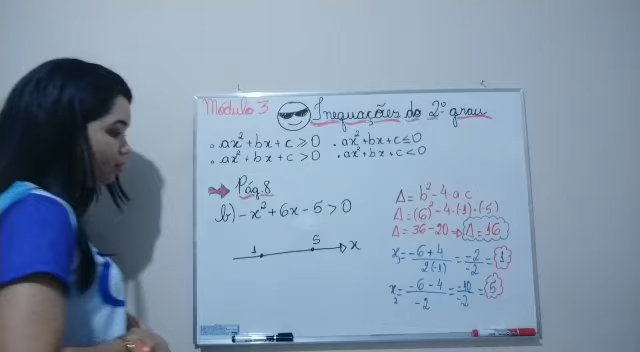 Módulo 3 Inequações do 2º grau
. ax²+bx+c ≥ 0 . ax²+bx+c ≤ 0
. ax²+bx+c > 0 . ax²+bx+c < 0
Pág.8
b) -x²+6x-5 > 0
1 5 x
Δ = b²-4·a·c
Δ = (6)²-4·(-1)·(-5)
Δ = 36-20 → Δ = 16
x₁ = -6+4 / 2(-1) = -2 / -2 = 1
x₂ = -6-4 / -2 = -10 / -2 = 5